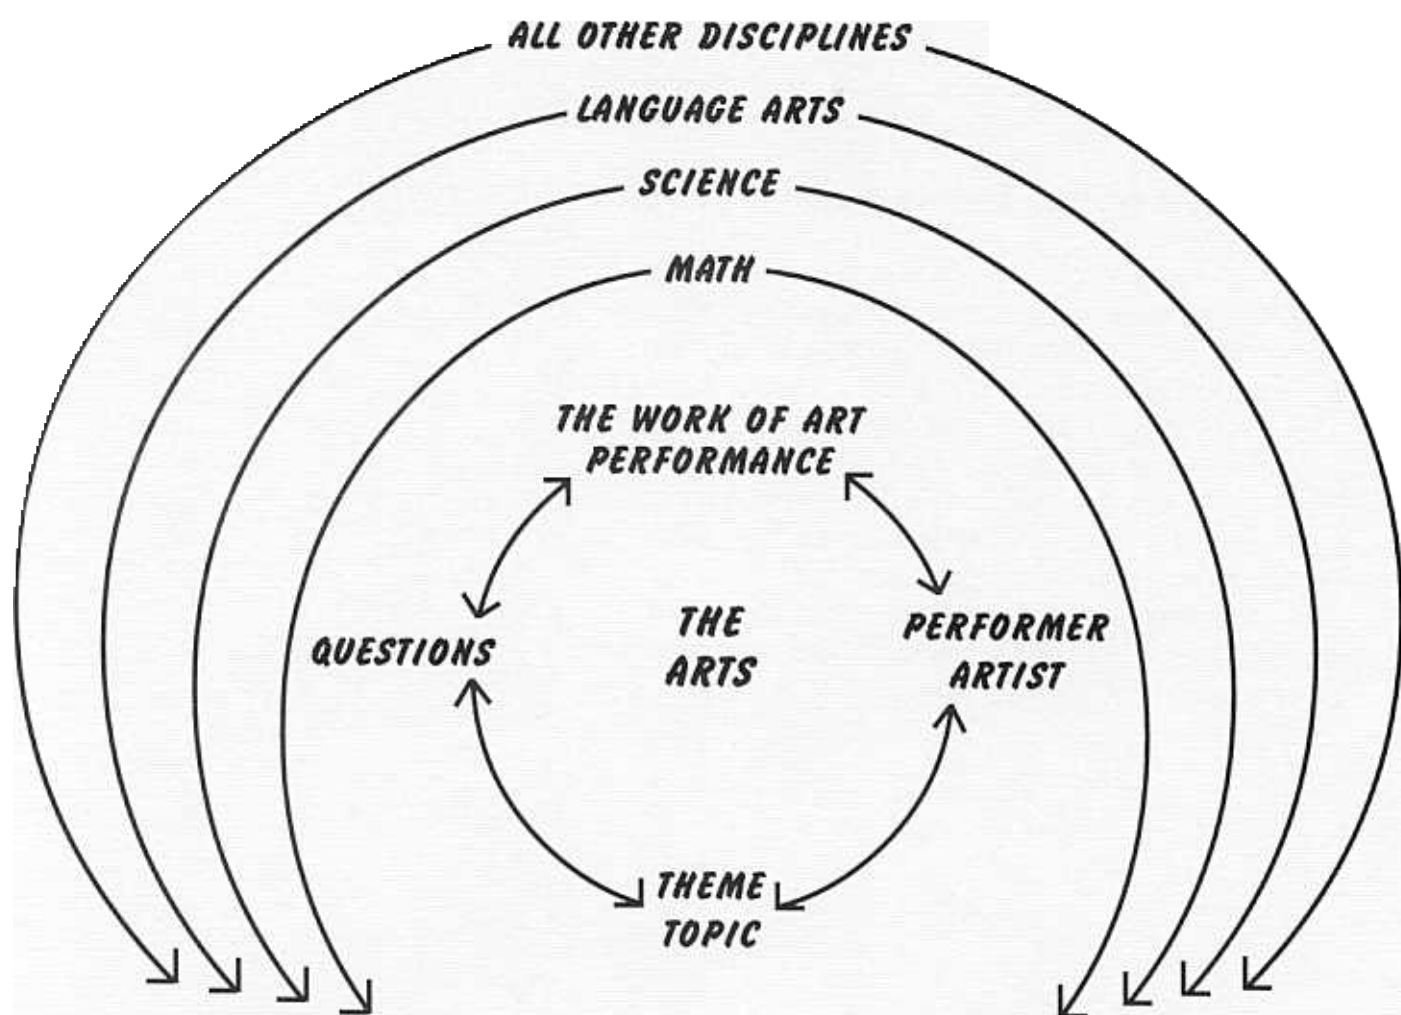 ALL OTHER DISCIPLINES
LANGUAGE ARTS
SCIENCE
MATH
THE WORK OF ART
PERFORMANCE
QUESTIONS
THE
ARTS
PERFORMER
ARTIST
THEME
TOPIC